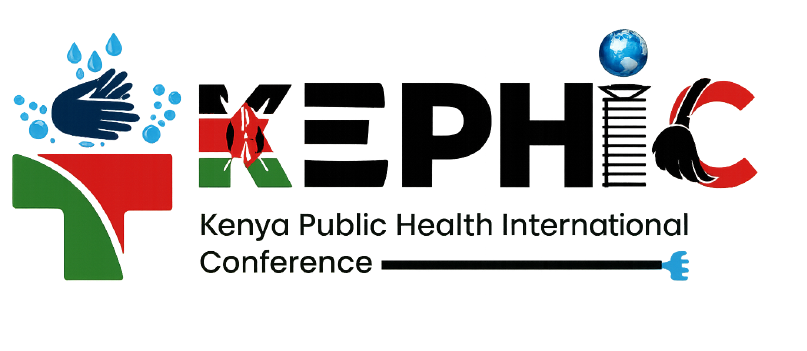 KEPHiC
Kenya Public Health International
Conference